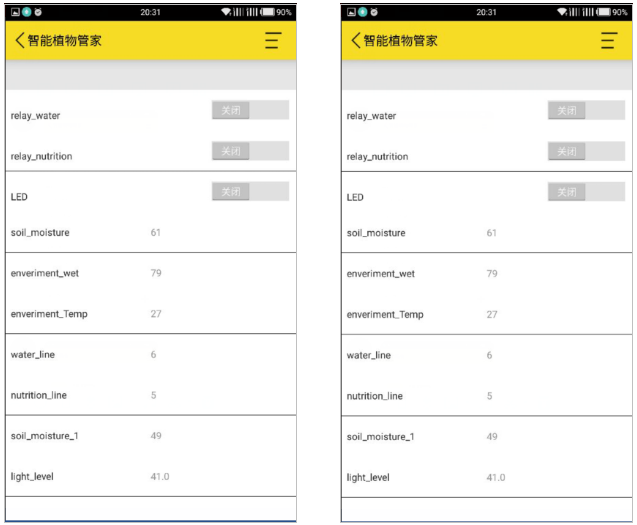 20:31 90%
智能植物管家
relay_water 关闭
relay_nutrition 关闭
LED 关闭
soil_moisture 61
enveriment_wet 79
enveriment_Temp 27
water_line 6
nutrition_line 5
soil_moisture_1 49
light_level 41.0
20:31 90%
智能植物管家
relay_water 关闭
relay_nutrition 关闭
LED 关闭
soil_moisture 61
enveriment_wet 79
enveriment_Temp 27
water_line 6
nutrition_line 5
soil_moisture_1 49
light_level 41.0